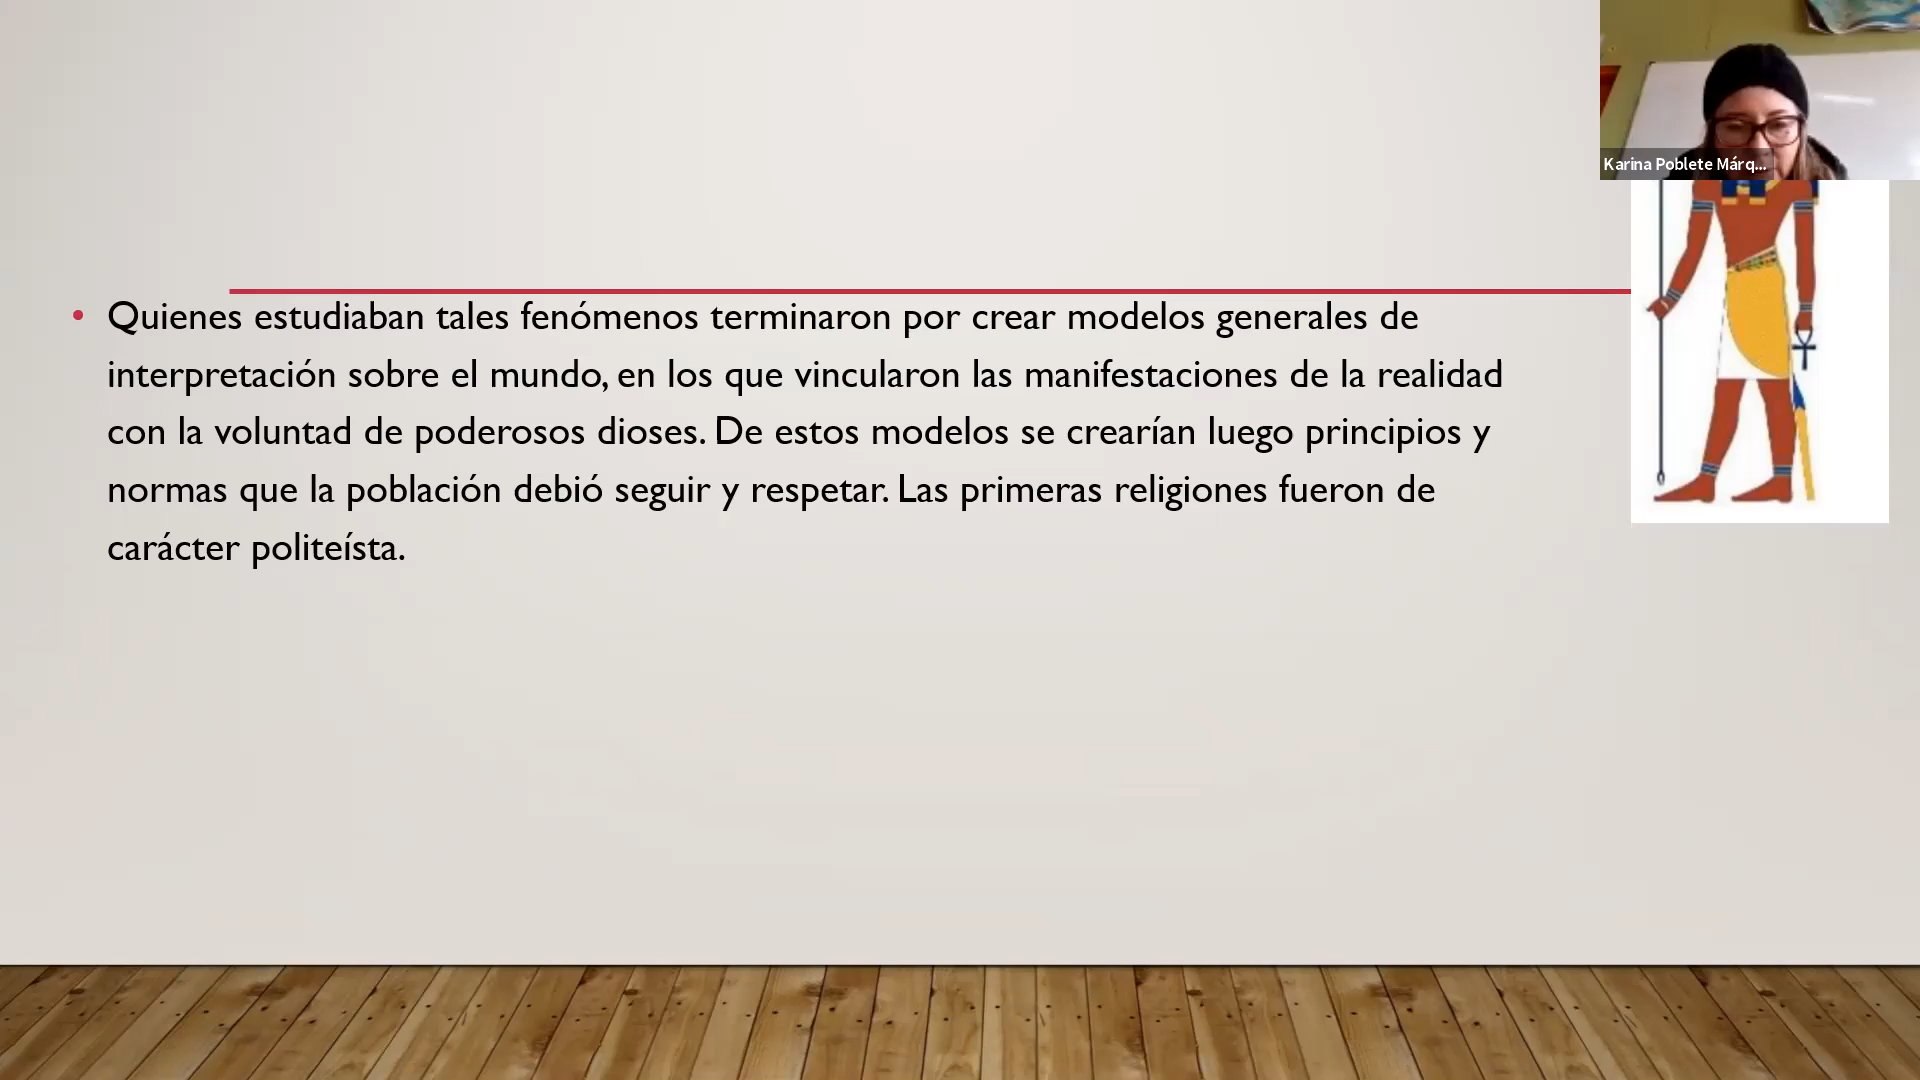 Karina Poblete Márq...
• Quienes estudiaban tales fenómenos terminaron por crear modelos generales de
interpretación sobre el mundo, en los que vincularon las manifestaciones de la realidad
con la voluntad de poderosos dioses. De estos modelos se crearían luego principios y
normas que la población debió seguir y respetar. Las primeras religiones fueron de
carácter politeísta.